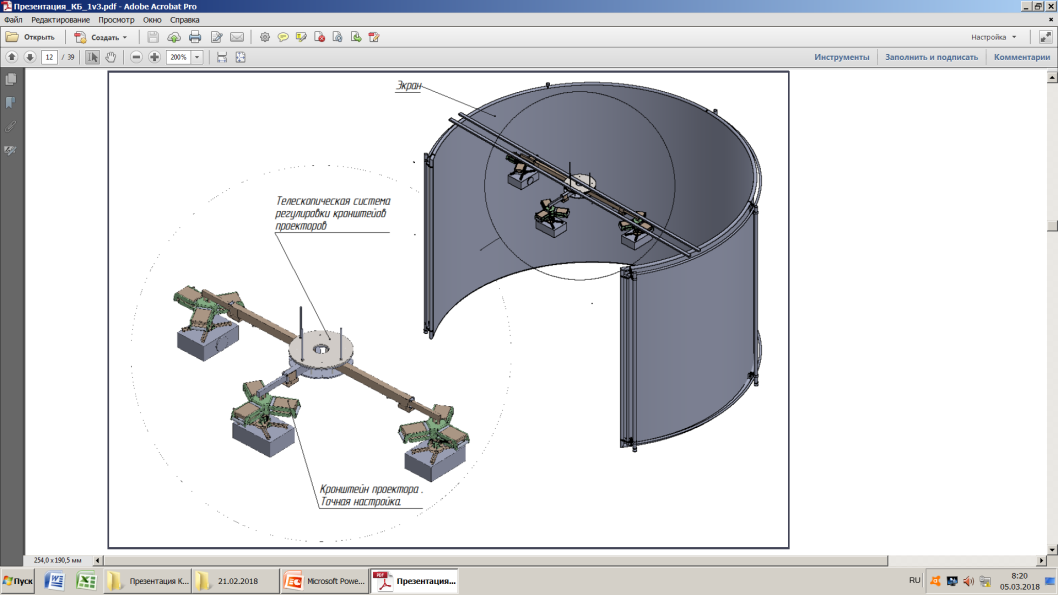 Презентация_КБ_1v3.pdf - Adobe Acrobat Pro
Файл Редактирование Просмотр Окно Справка
Открыть Создать Настройка
12 / 39 200% Инструменты Заполнить и подписать Комментарии
Экран
Телескопическая система
регулировки кронштейов
проекторов
Кронштейн проектора .
Точная настройка.
254,0 x 190,5 мм
Пуск Презентация К... 21.02.2018 Microsoft Powe... Презентация... RU 8:20
05.03.2018